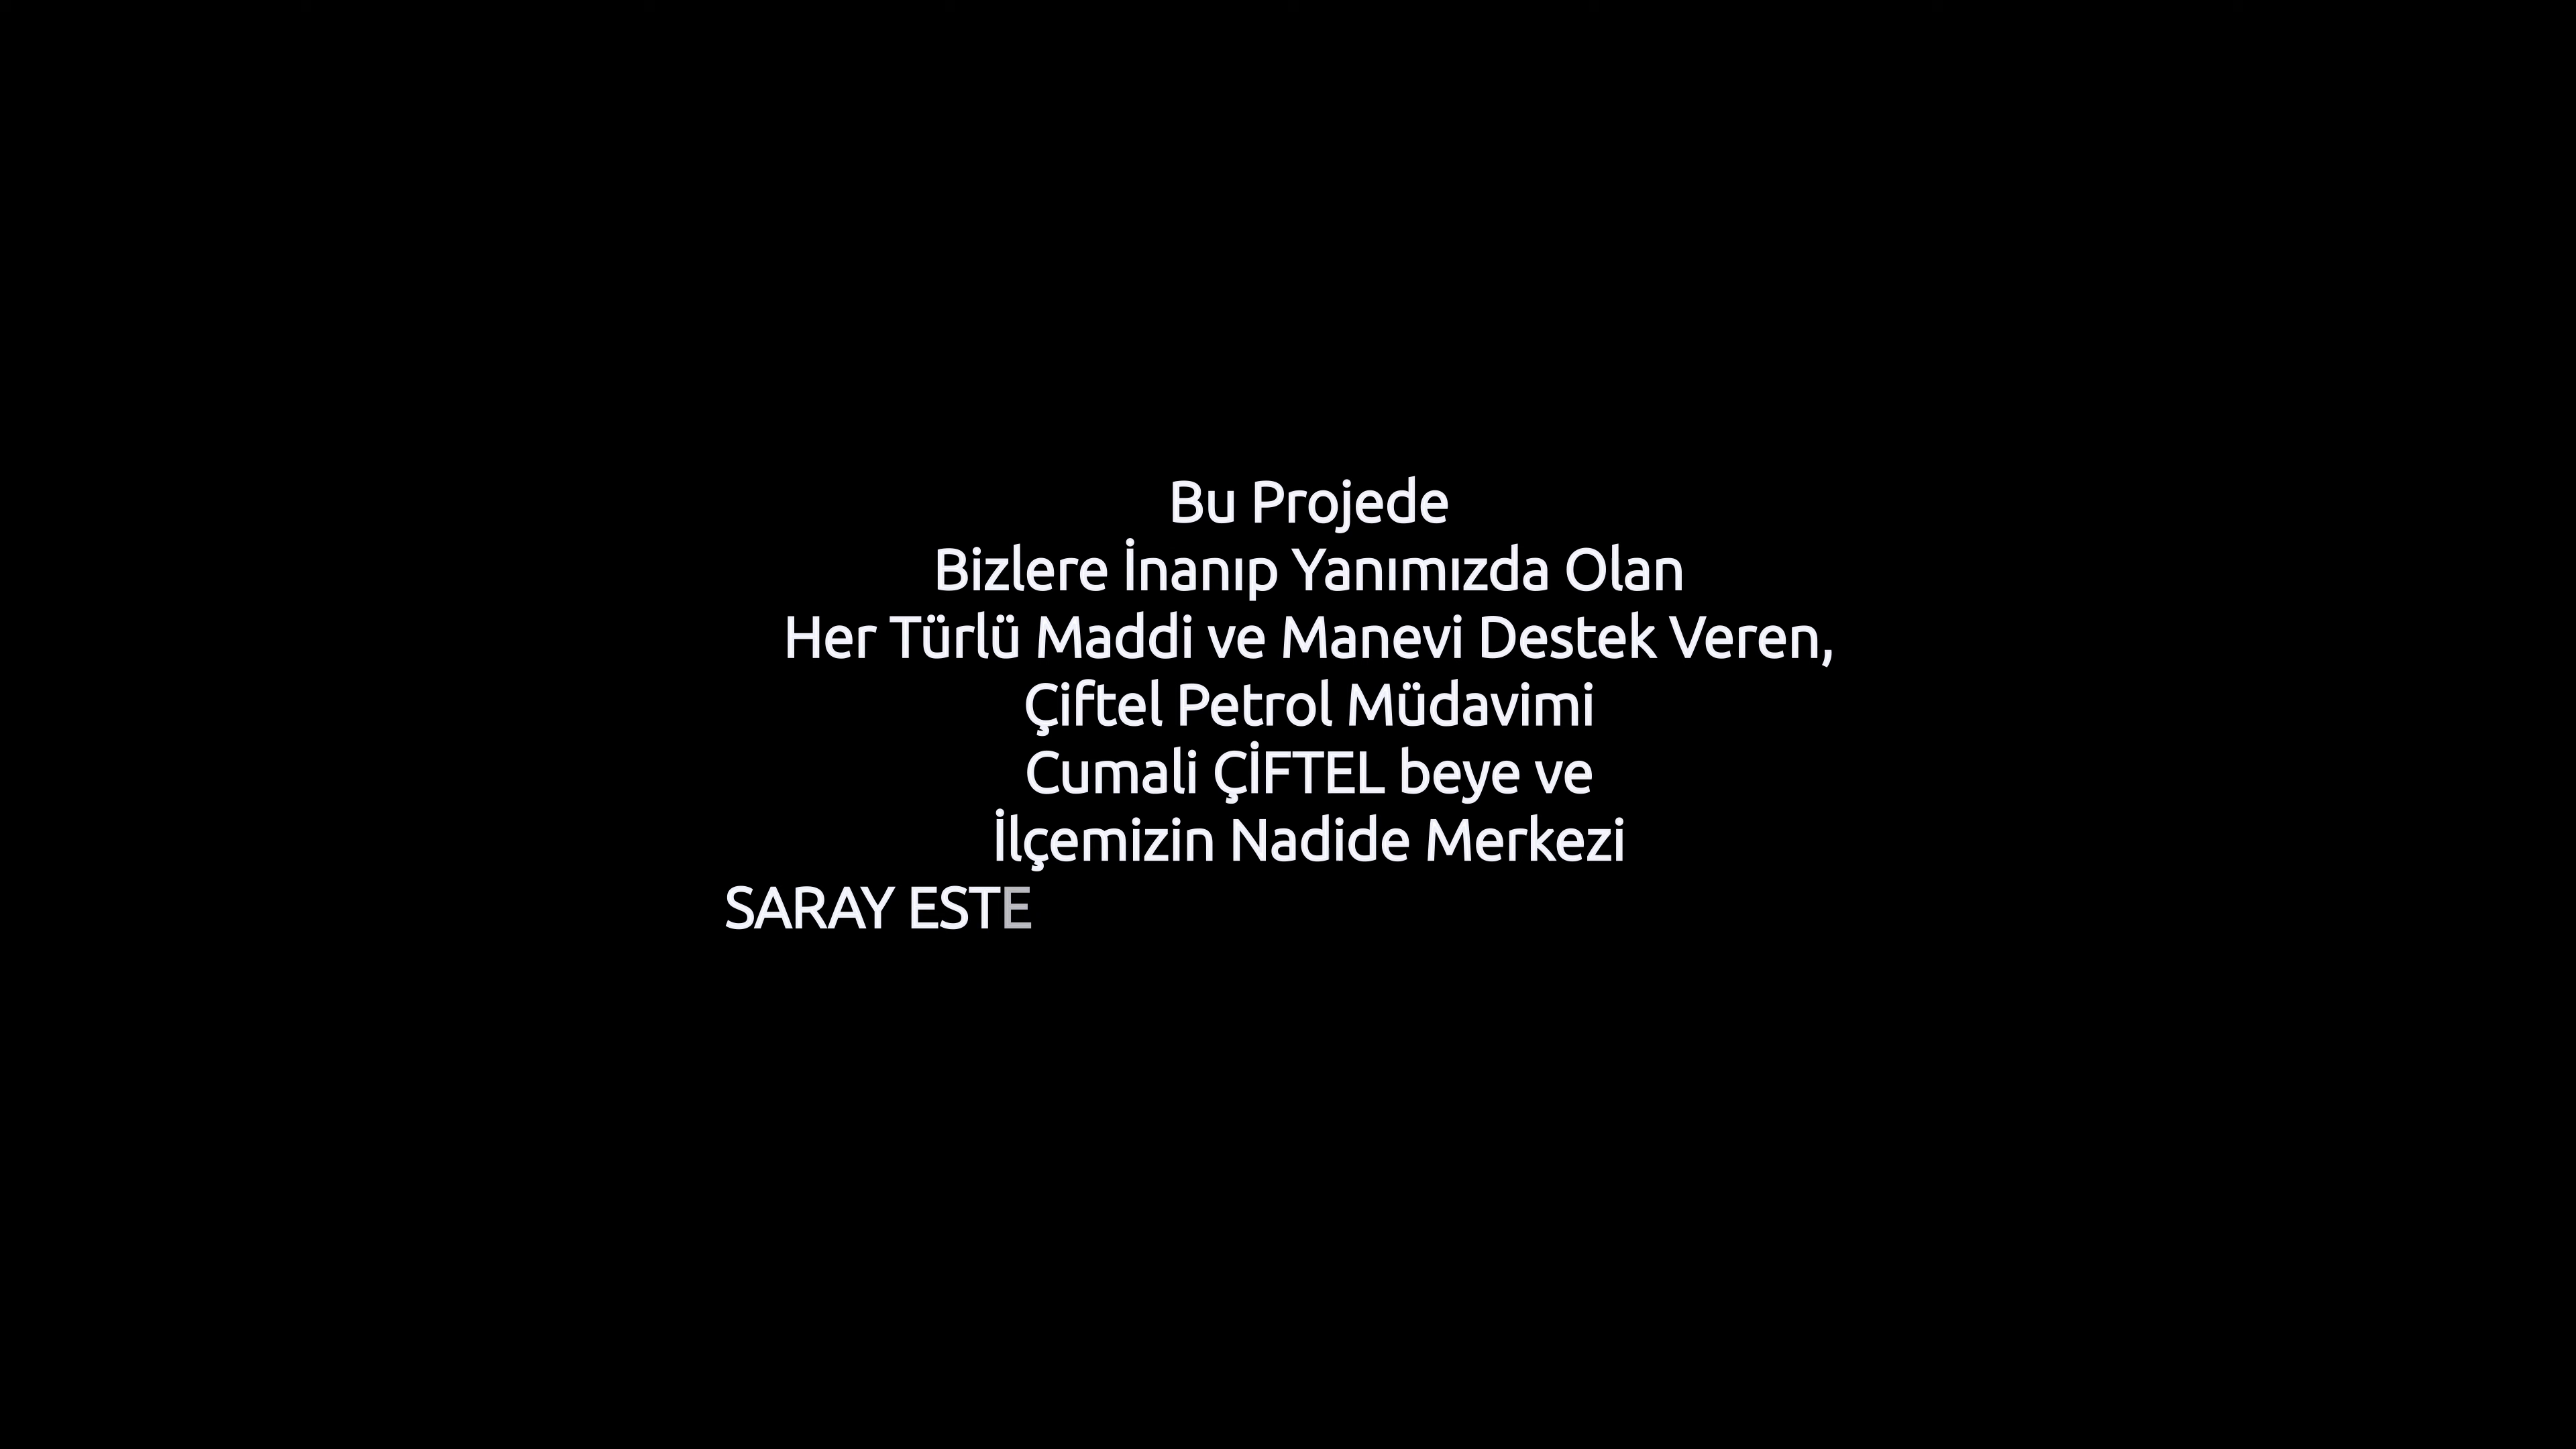 Bu Projede
Bizlere İnanıp Yanımızda Olan
Her Türlü Maddi ve Manevi Destek Veren,
Çiftel Petrol Müdavimi
Cumali ÇİFTEL beye ve
İlçemizin Nadide Merkezi
SARAY ESTE